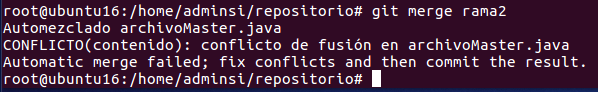 root@ubuntu16:/home/adminsi/repositorio# git merge rama2
Automezclado archivoMaster.java
CONFLICTO(contenido): conflicto de fusión en archivoMaster.java
Automatic merge failed; fix conflicts and then commit the result.
root@ubuntu16:/home/adminsi/repositorio#